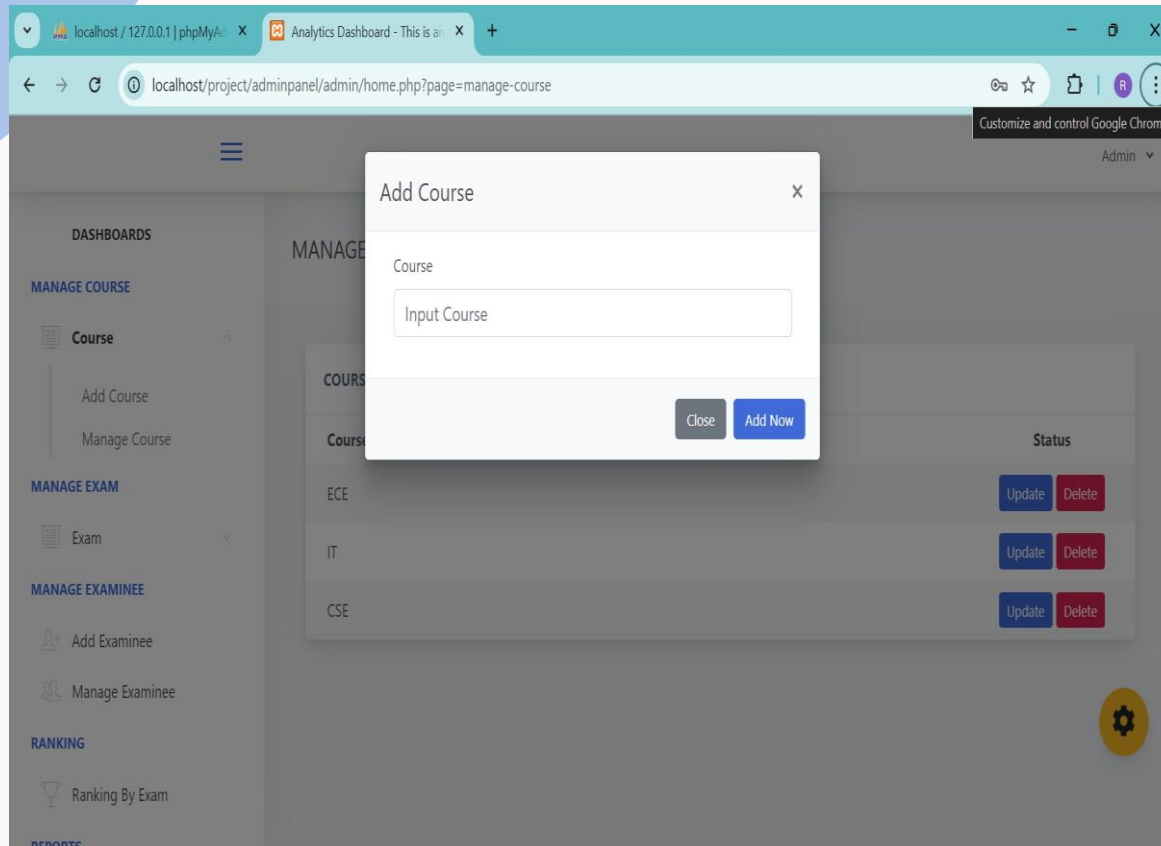 localhost / 127.0.0.1 | phpMyA
Analytics Dashboard - This is an
localhost/project/adminpanel/admin/home.php?page=manage-course
R
Customize and control Google Chrom
Admin
Add Course
X
DASHBOARDS
MANAGE
MANAGE COURSE
Course
Input Course
Course
Add Course
Manage Course
COURS
Close
Add Now
Course
Status
MANAGE EXAM
ECE
Update
Delete
Exam
IT
Update
Delete
MANAGE EXAMINEE
CSE
Update
Delete
Add Examinee
Manage Examinee
RANKING
Ranking By Exam
REPORTS